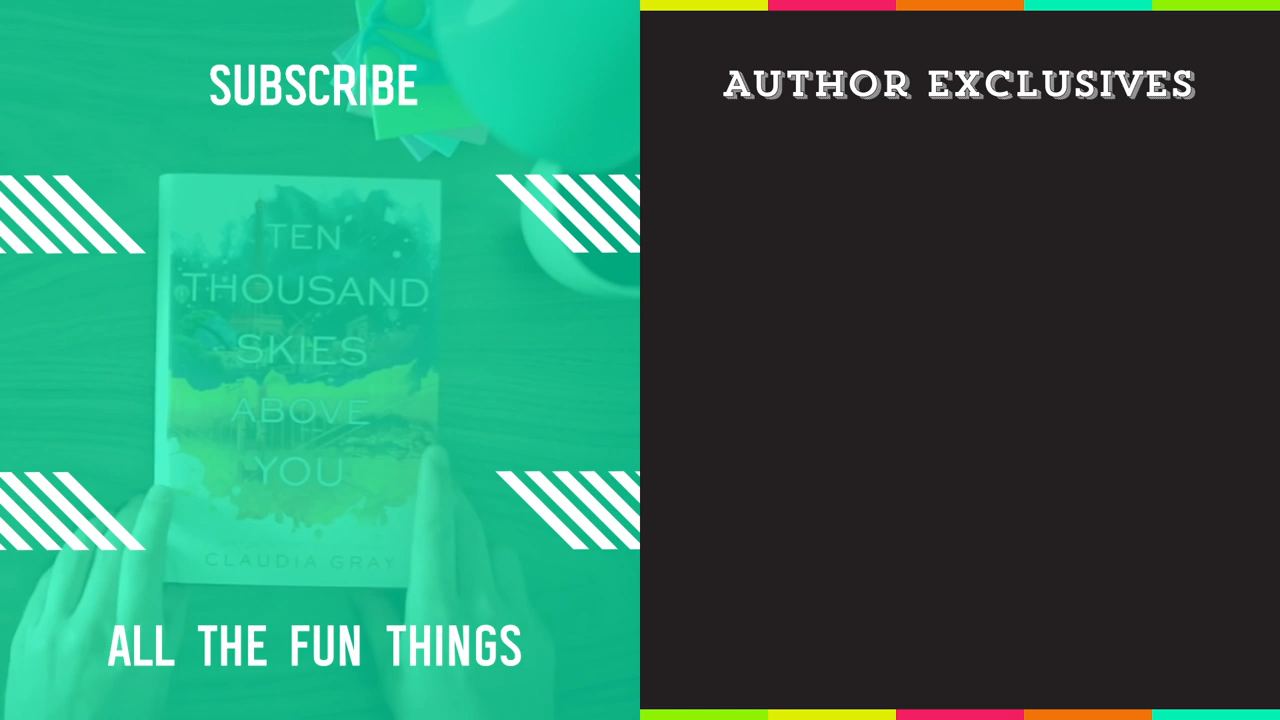 SUBSCRIBE
TEN
THOUSAND
SKIES
ABOVE
YOU
CLAUDIA GRAY
ALL THE FUN THINGS
AUTHOR EXCLUSIVES